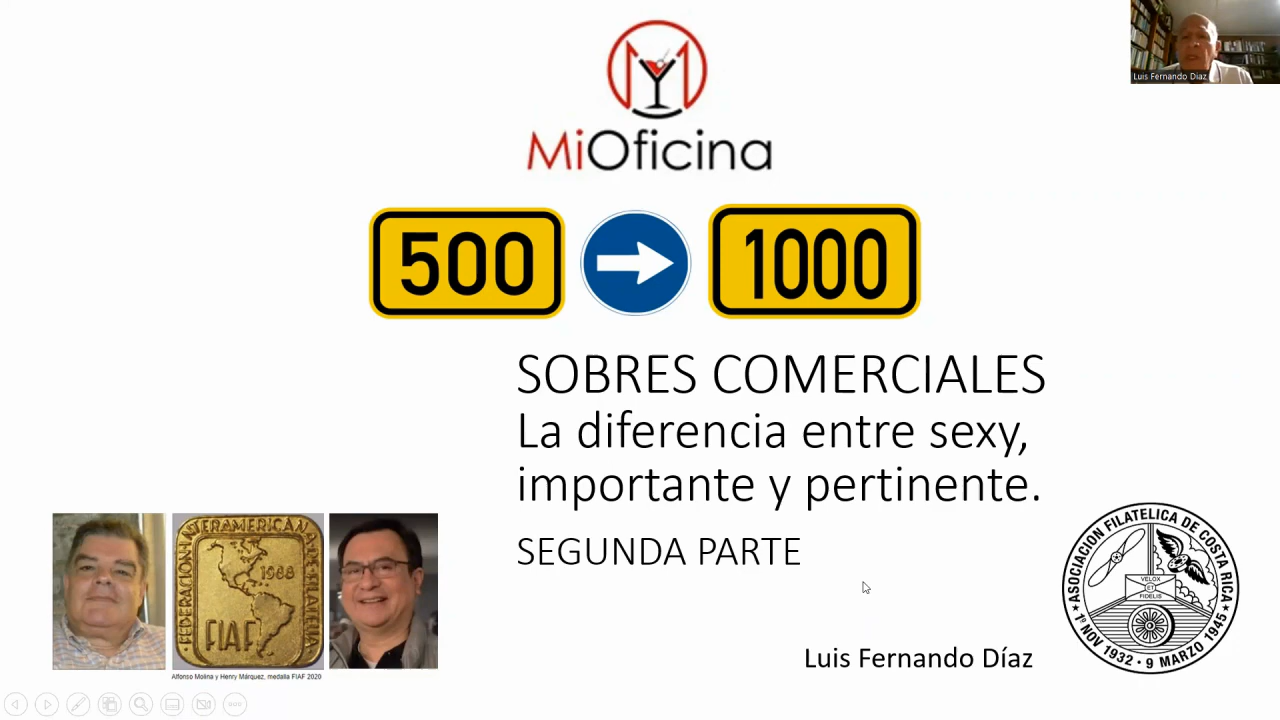 Luis Fernando Diaz
MiOficina
500
1000
SOBRES COMERCIALES
La diferencia entre sexy,
importante y pertinente.
SEGUNDA PARTE
FEDERACION INTERAMERICANA DE FILATELIA
1968
FIAF
Alfonso Molina y Henry Márquez, medalla FIAF 2020
Luis Fernando Díaz
ASOCIACION FILATELICA DE COSTA RICA
VELOX
ET
FIDELIS
1º NOV 1932 · 9 MARZO 1945